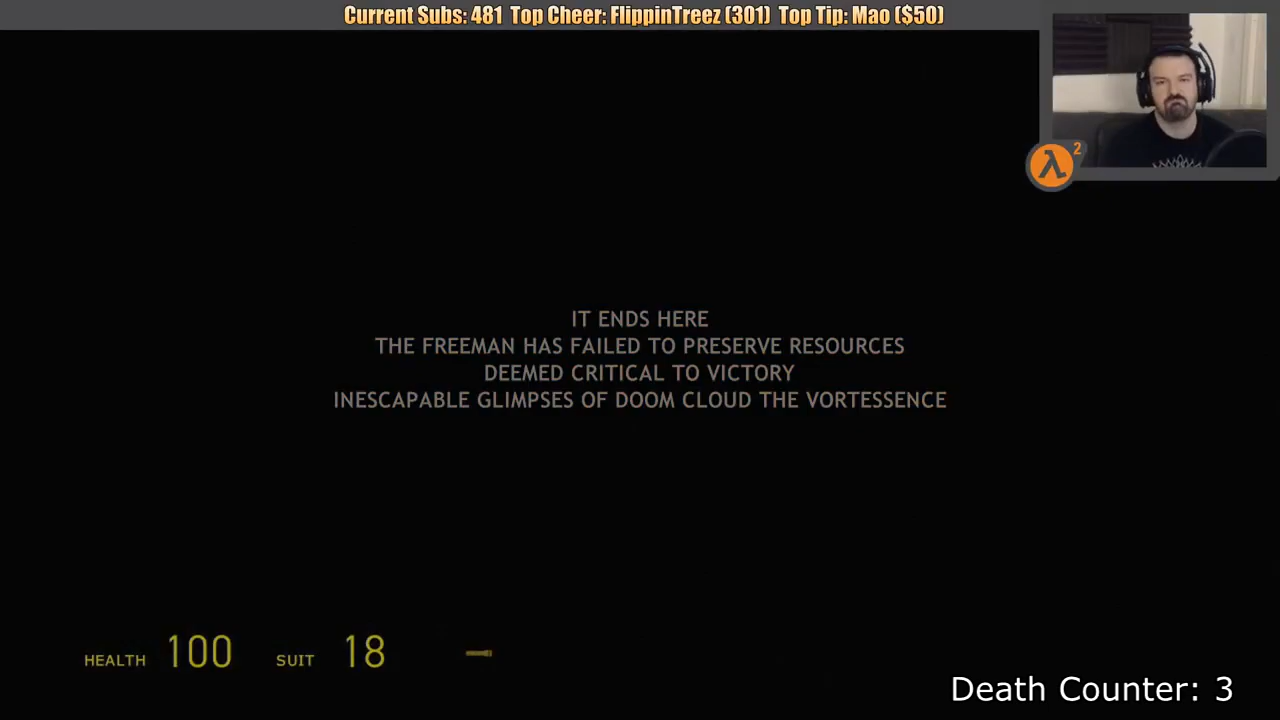 Current Subs: 481 Top Cheer: FlippinTreez (301) Top Tip: Mao ($50)
λ2
IT ENDS HERE
THE FREEMAN HAS FAILED TO PRESERVE RESOURCES
DEEMED CRITICAL TO VICTORY
INESCAPABLE GLIMPSES OF DOOM CLOUD THE VORTESSENCE
HEALTH 100 SUIT 18
Death Counter: 3